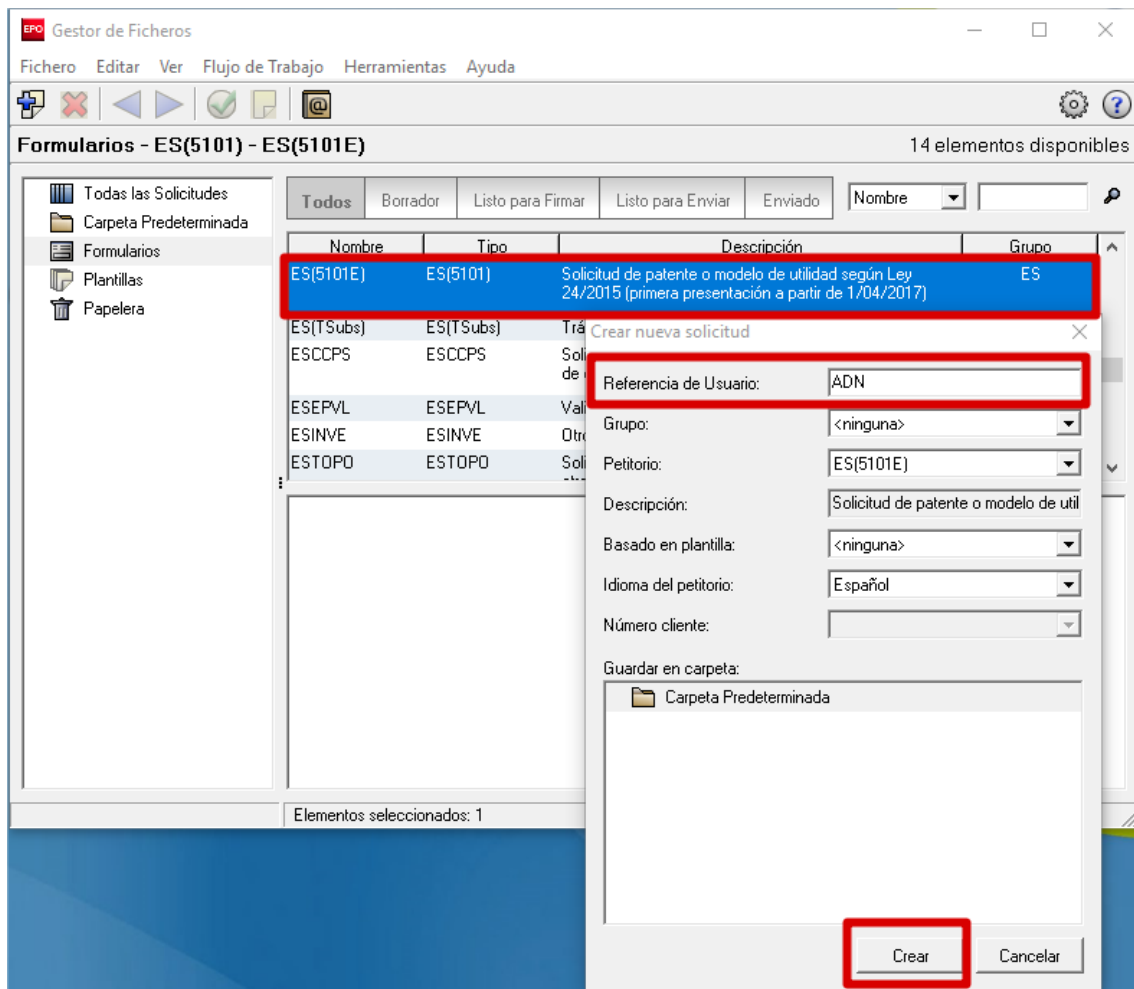 EPO Gestor de Ficheros
Fichero Editar Ver Flujo de Trabajo Herramientas Ayuda
Formularios - ES(5101) - ES(5101E)
14 elementos disponibles
Todas las Solicitudes
Carpeta Predeterminada
Formularios
Plantillas
Papelera
Todos Borrador Listo para Firmar Listo para Enviar Enviado Nombre
Nombre Tipo Descripción Grupo
ES(5101E) ES(5101) Solicitud de patente o modelo de utilidad según Ley ES
24/2015 (primera presentación a partir de 1/04/2017)
ES(TSubs) ES(TSubs) Trá
ESCCPS ESCCPS Soli
de
ESEPVL ESEPVL Vali
ESINVE ESINVE Otro
ESTOPO ESTOPO Soli
Elementos seleccionados: 1
Crear nueva solicitud
Referencia de Usuario: ADN
Grupo: <ninguna>
Petitorio: ES(5101E)
Descripción: Solicitud de patente o modelo de util
Basado en plantilla: <ninguna>
Idioma del petitorio: Español
Número cliente:
Guardar en carpeta:
Carpeta Predeterminada
Crear Cancelar